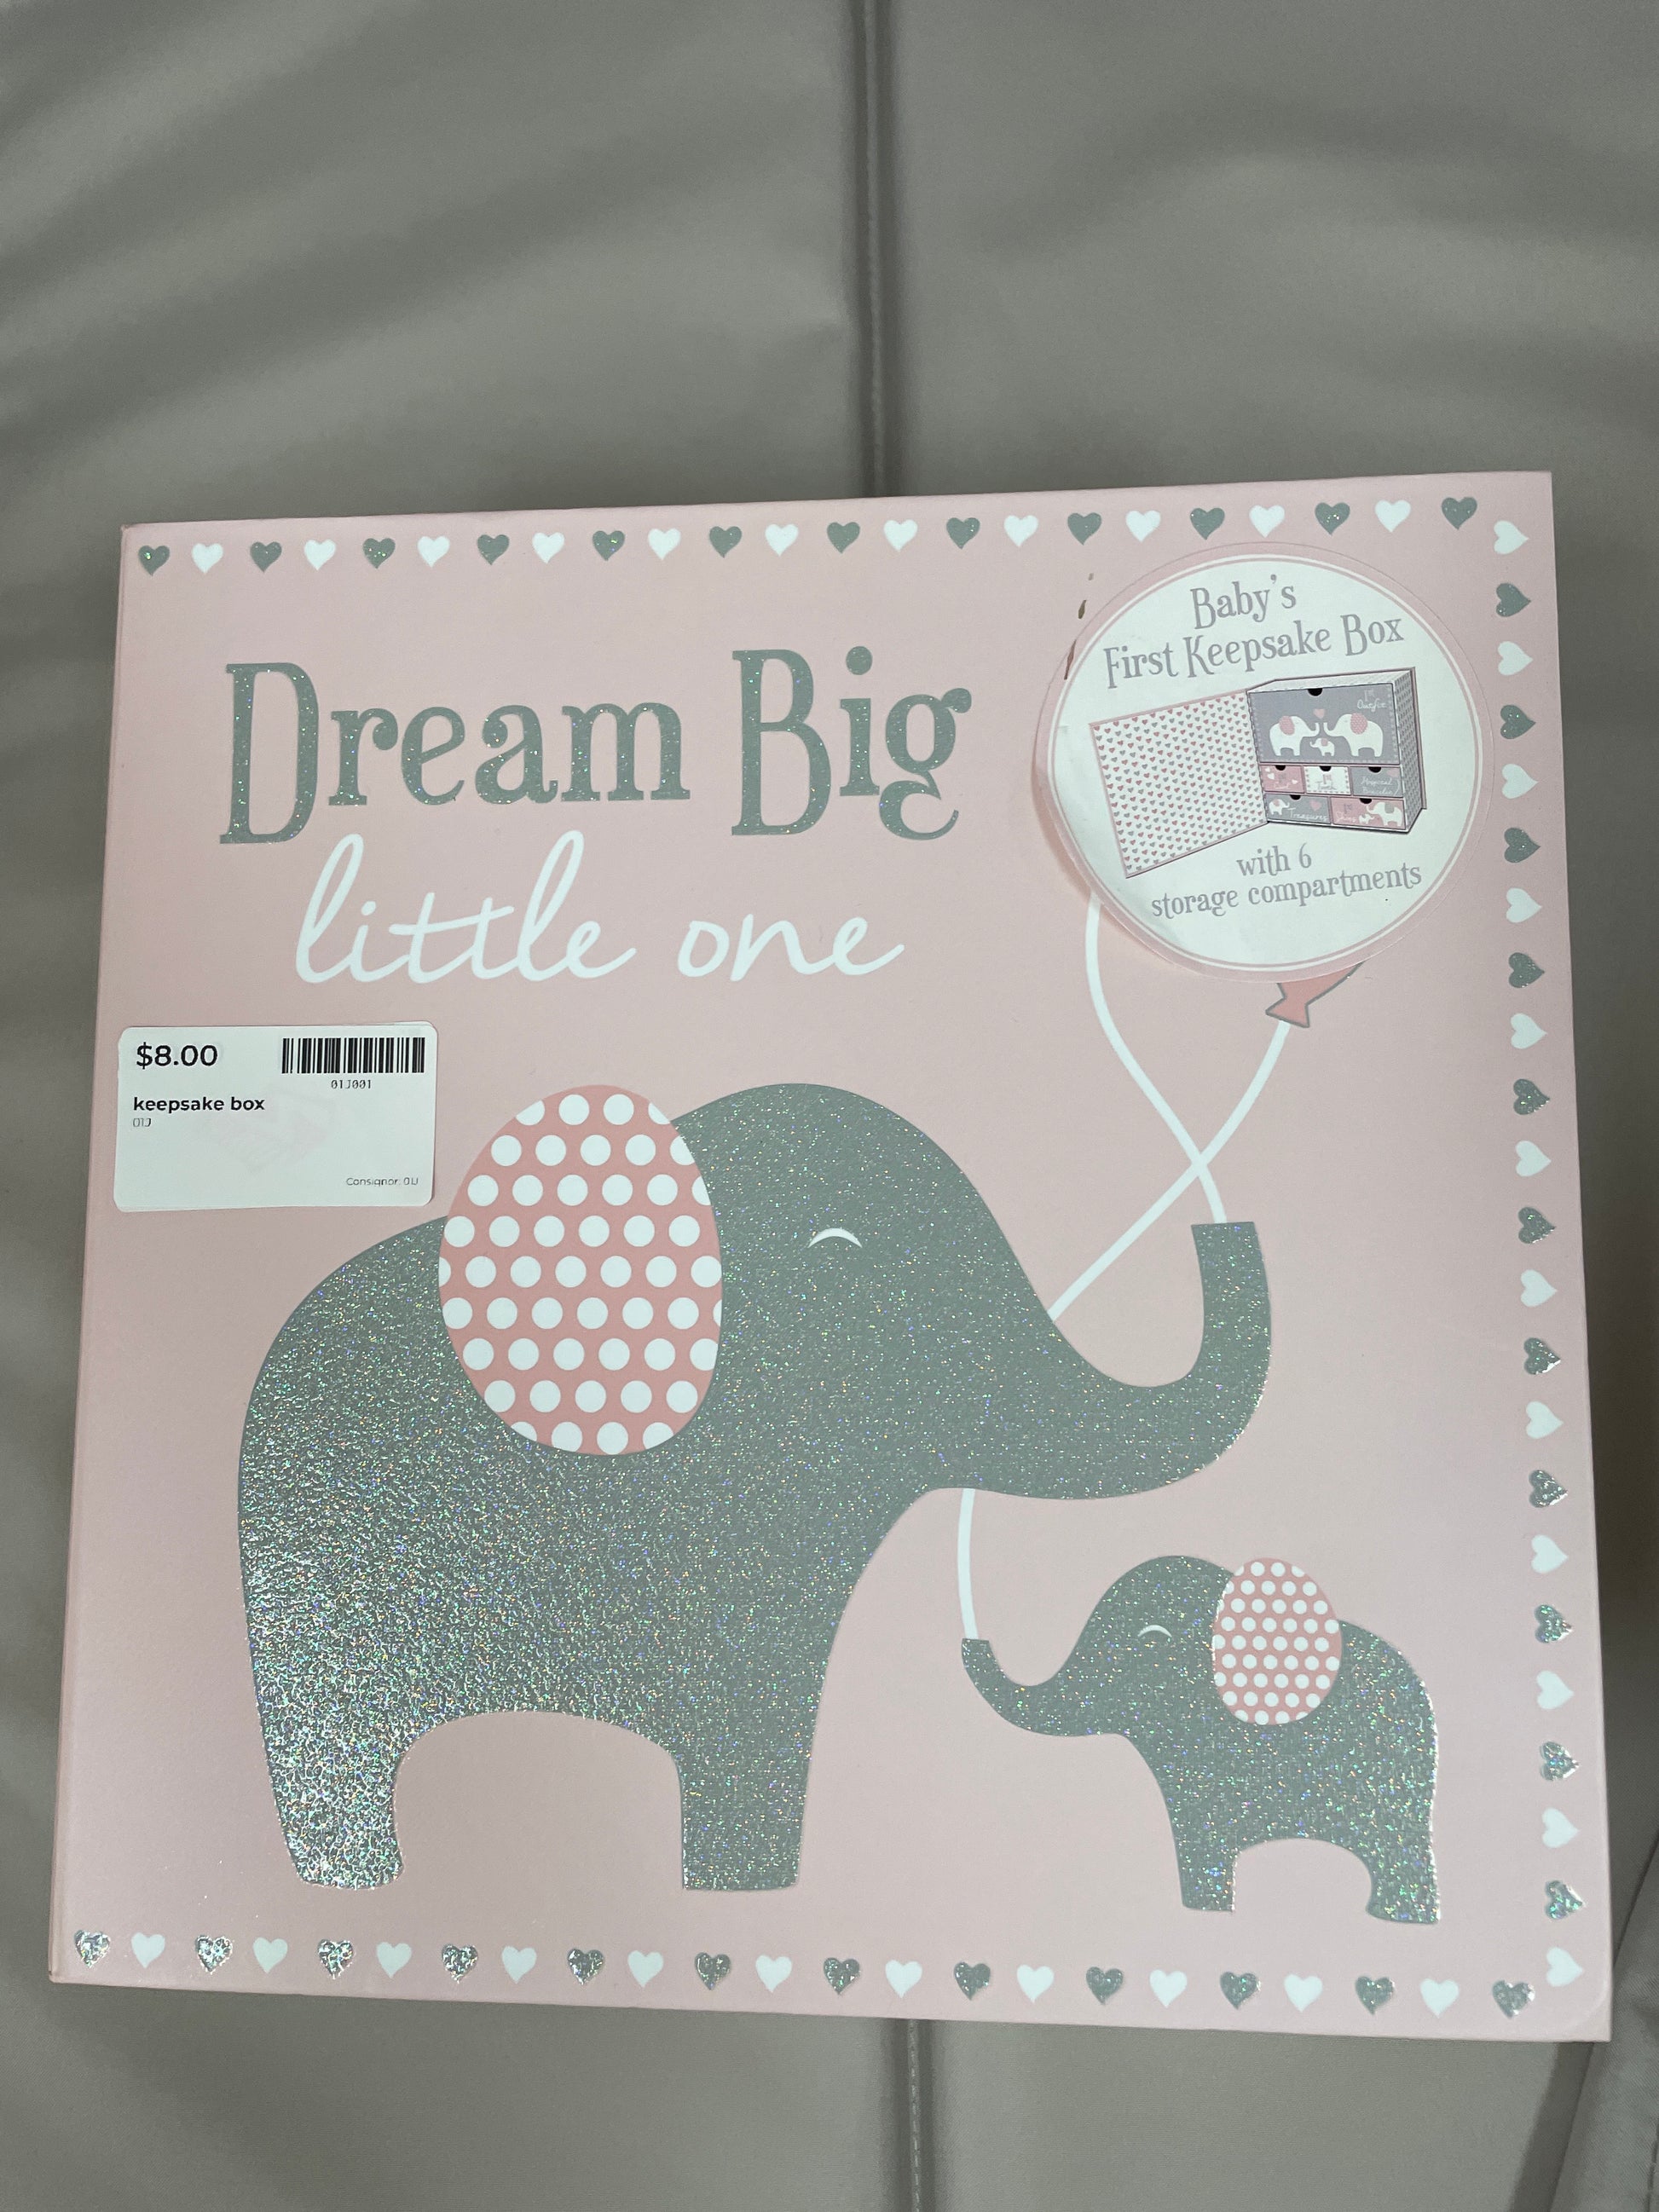 Baby's
First Keepsake Box
with 6
storage compartments
Dream Big
little one
$8.00
01J001
keepsake box
01J
Consignor: 01J
Treasures